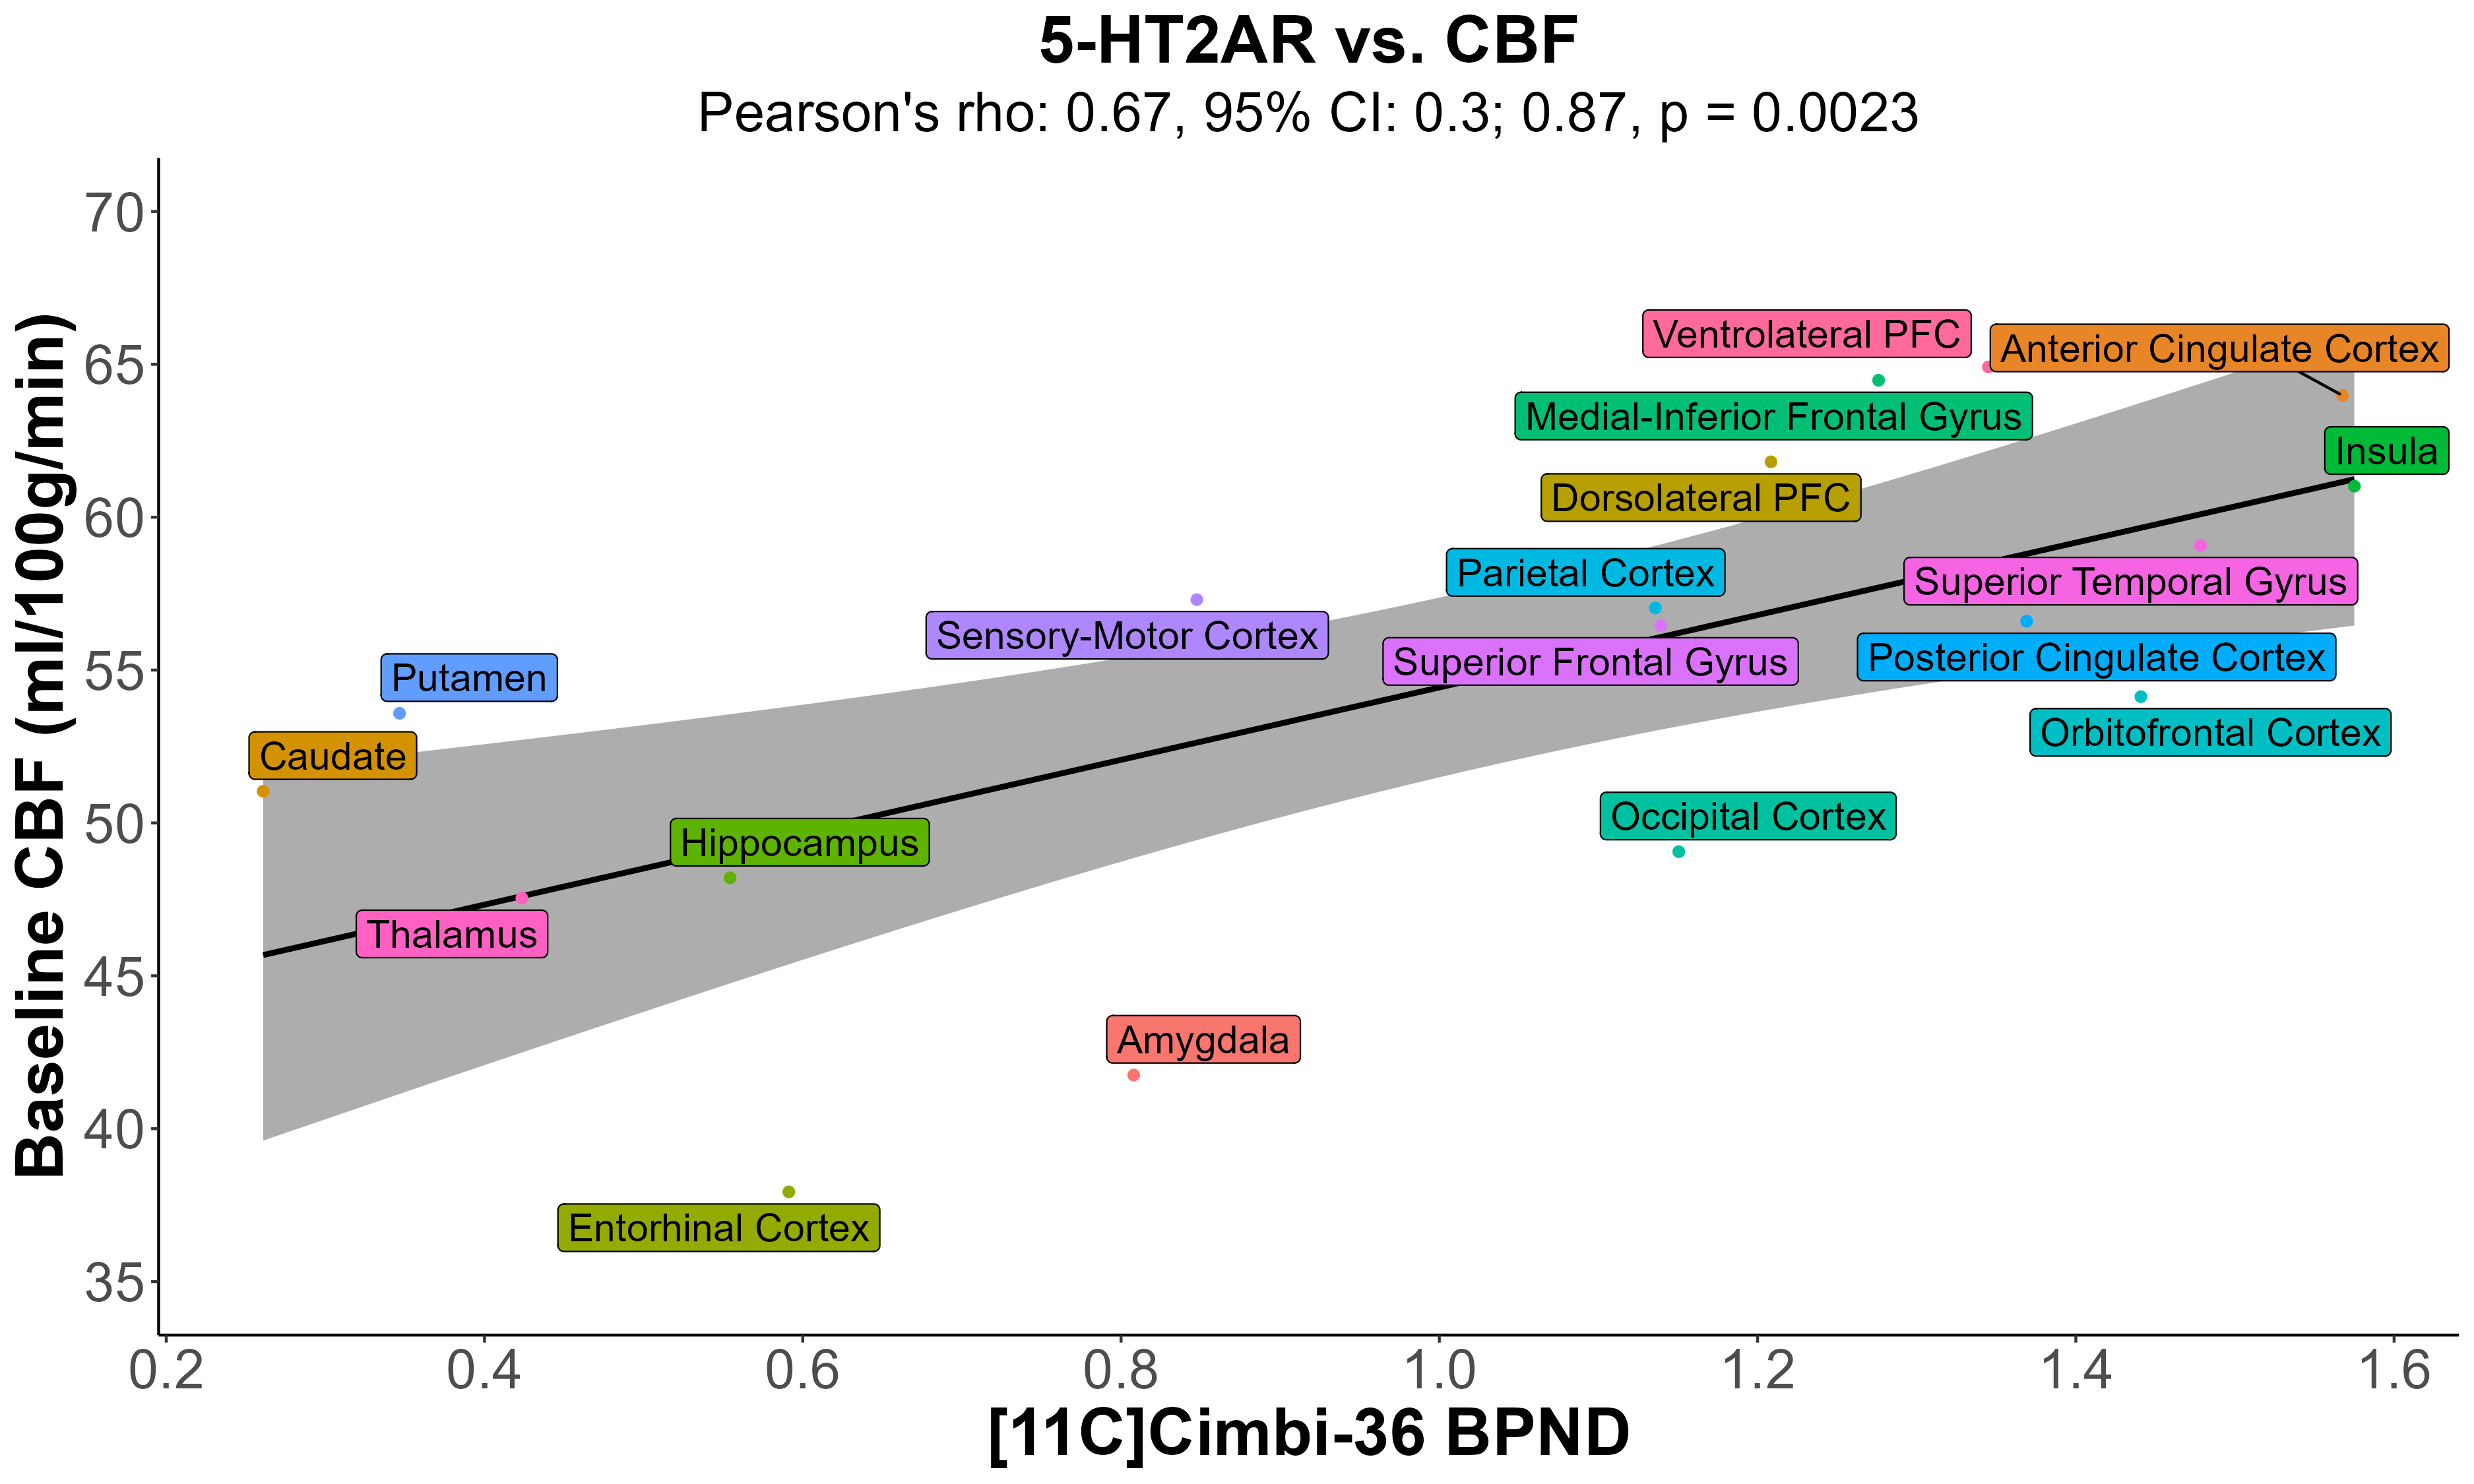 5-HT2AR vs. CBF
Pearson's rho: 0.67, 95% CI: 0.3; 0.87, p = 0.0023
Baseline CBF (ml/100g/min)
70
65
60
55
50
45
40
35
Ventrolateral PFC
Anterior Cingulate Cortex
Medial-Inferior Frontal Gyrus
Insula
Dorsolateral PFC
Parietal Cortex
Superior Temporal Gyrus
Sensory-Motor Cortex
Superior Frontal Gyrus
Posterior Cingulate Cortex
Putamen
Orbitofrontal Cortex
Caudate
Occipital Cortex
Hippocampus
Thalamus
Amygdala
Entorhinal Cortex
0.2 0.4 0.6 0.8 1.0 1.2 1.4 1.6
[11C]Cimbi-36 BPND